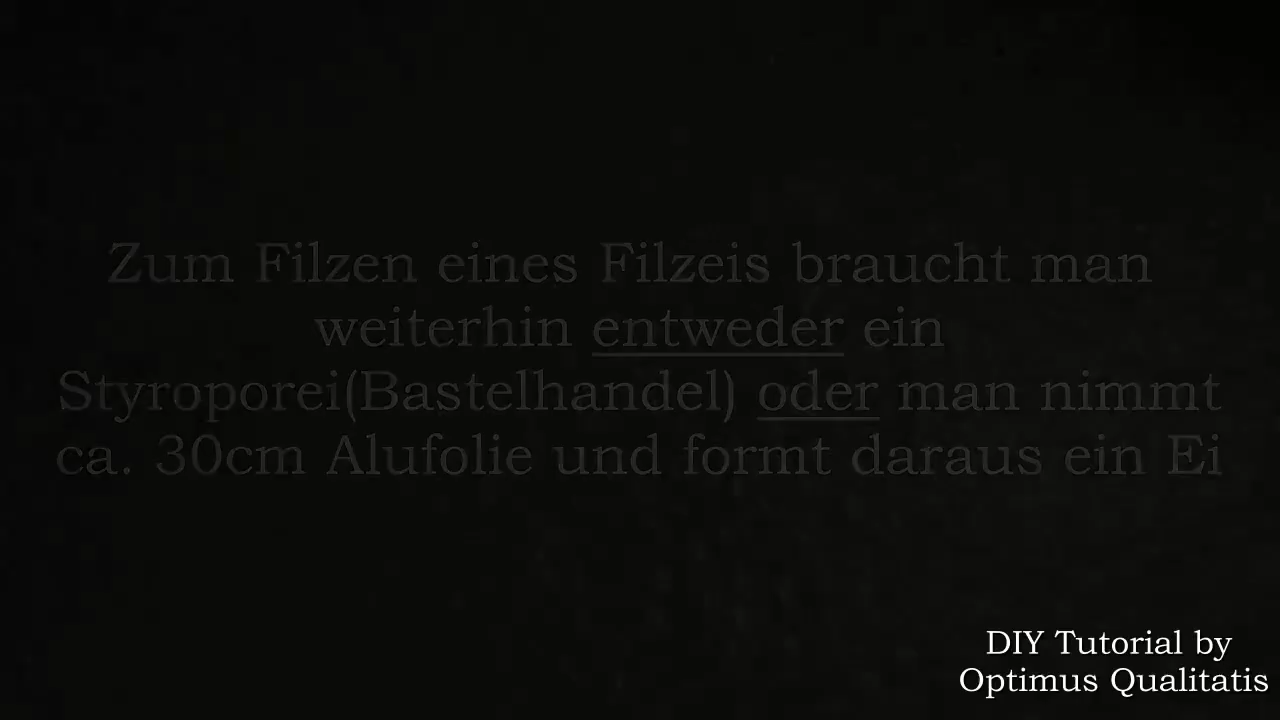 Zum Filzen eines Filzeis braucht man
weiterhin entweder ein
Styroporei(Bastelhandel) oder man nimmt
ca. 30cm Alufolie und formt daraus ein Ei
DIY Tutorial by
Optimus Qualitatis